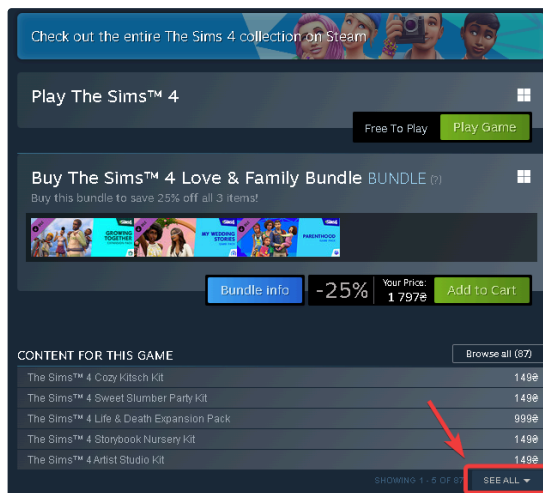 Check out the entire The Sims 4 collection on Steam
Play The Sims™ 4
Free To Play
Play Game
Buy The Sims™ 4 Love & Family Bundle BUNDLE (?)
Buy this bundle to save 25% off all 3 items!
GROWING TOGETHER
MY WEDDING STORIES
PARENTHOOD
Bundle info
-25%
Your Price:
1 797₴
Add to Cart
CONTENT FOR THIS GAME
Browse all (87)
The Sims™ 4 Cozy Kitsch Kit 149₴
The Sims™ 4 Sweet Slumber Party Kit 149₴
The Sims™ 4 Life & Death Expansion Pack 999₴
The Sims™ 4 Storybook Nursery Kit 149₴
The Sims™ 4 Artist Studio Kit 149₴
SHOWING 1 - 5 OF 87
SEE ALL